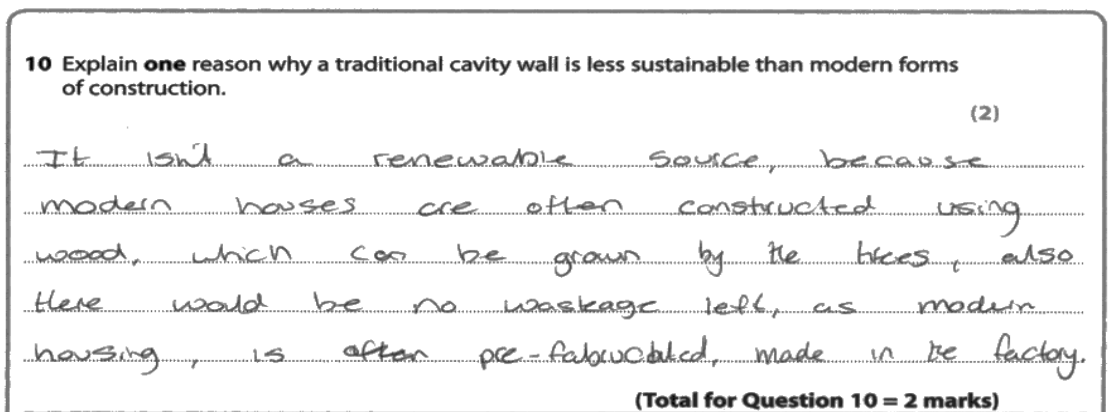 10 Explain one reason why a traditional cavity wall is less sustainable than modern forms
of construction.
(2)
It isn't a renewable source, because
modern houses are often constructed using
wood, which can be grown by the trees, also
there would be no wastage left, as modern
housing, is often pre-fabrucated, made in the factory.
(Total for Question 10 = 2 marks)